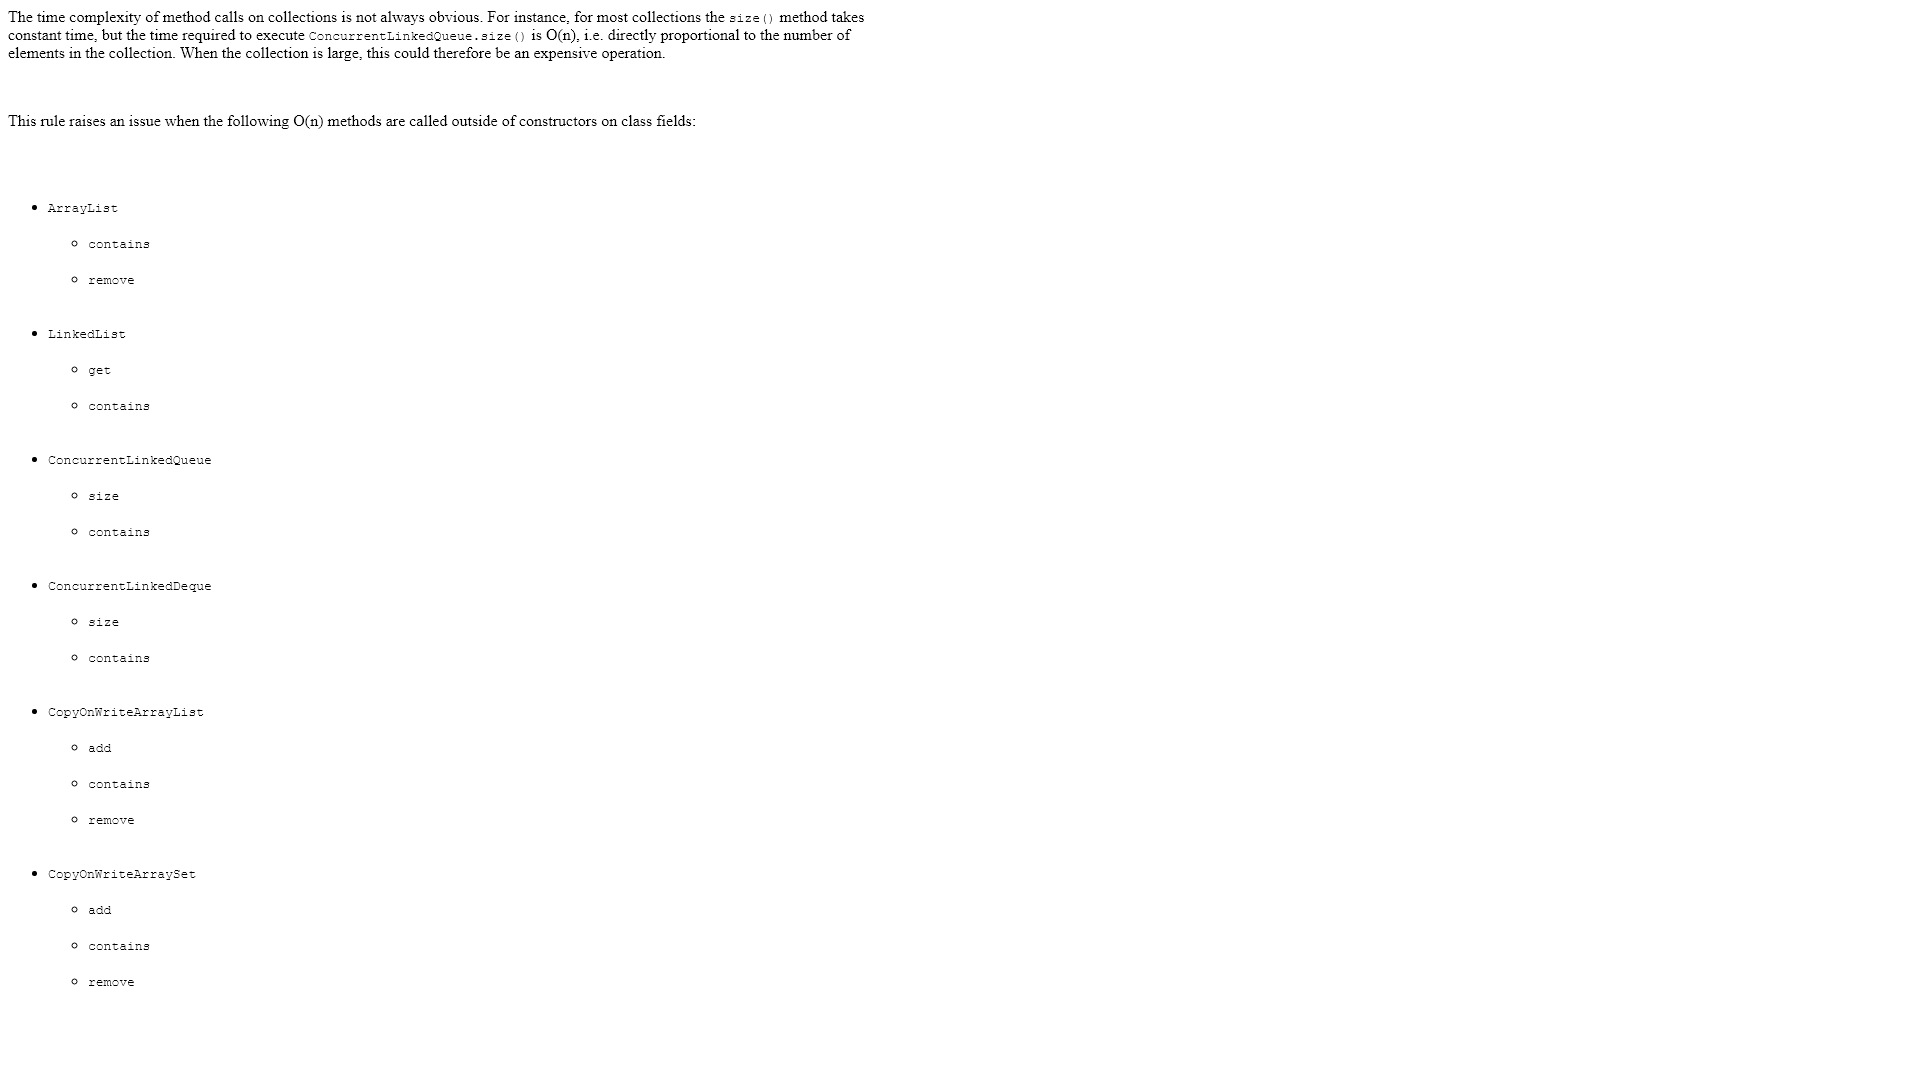 The time complexity of method calls on collections is not always obvious. For instance, for most collections the size() method takes
constant time, but the time required to execute ConcurrentLinkedQueue.size() is O(n), i.e. directly proportional to the number of
elements in the collection. When the collection is large, this could therefore be an expensive operation.
This rule raises an issue when the following O(n) methods are called outside of constructors on class fields:
ArrayList
contains
remove
LinkedList
get
contains
ConcurrentLinkedQueue
size
contains
ConcurrentLinkedDeque
size
contains
CopyOnWriteArrayList
add
contains
remove
CopyOnWriteArraySet
add
contains
remove